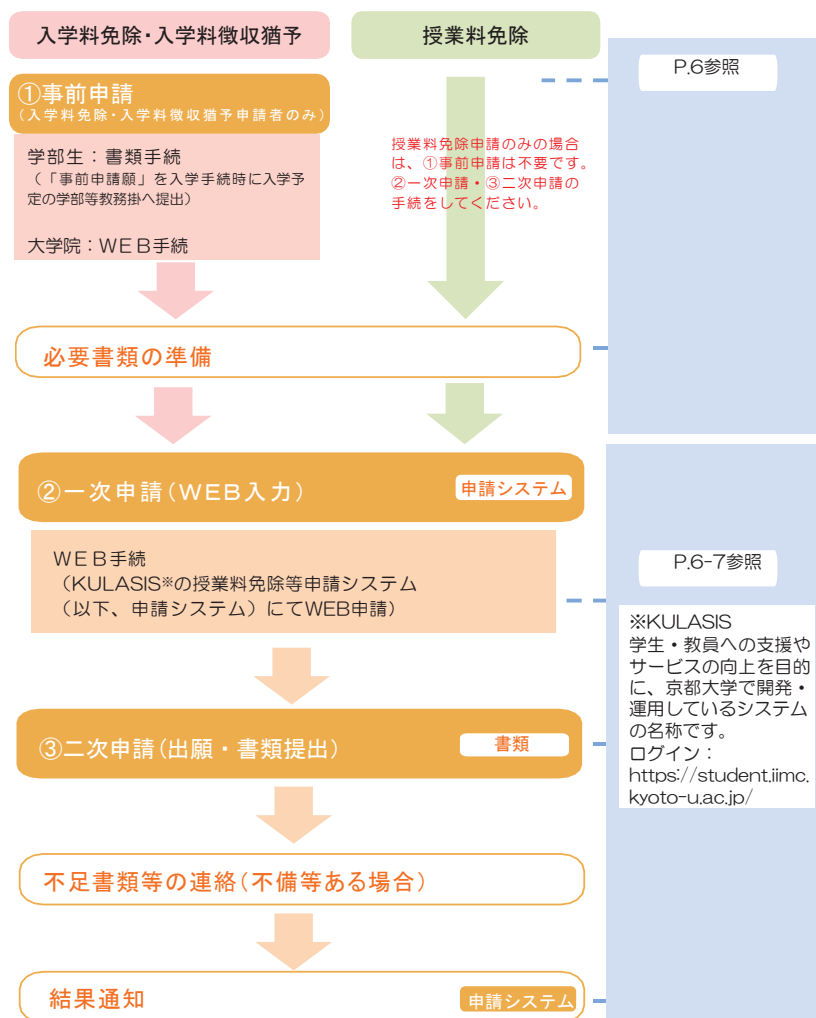 入学料免除・入学料徴収猶予
授業料免除
P.6参照
①事前申請
（入学料免除・入学料徴収猶予申請者のみ）
学部生：書類手続
（「事前申請願」を入学手続時に入学予
定の学部等教務掛へ提出）
大学院：ＷＥＢ手続
授業料免除申請のみの場合
は、①事前申請は不要です。
②一次申請・③二次申請の
手続をしてください。
必要書類の準備
②一次申請（WEB入力）
申請システム
ＷＥＢ手続
（KULASIS※の授業料免除等申請システム
（以下、申請システム）にてWEB申請）
P.6-7参照
※KULASIS
学生・教員への支援や
サービスの向上を目的
に、京都大学で開発・
運用しているシステム
の名称です。
ログイン：
https://student.iimc.
kyoto-u.ac.jp/
③二次申請（出願・書類提出）
書類
不足書類等の連絡（不備等ある場合）
結果通知
申請システム